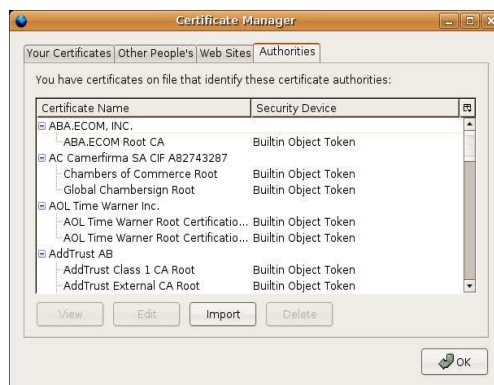 Certificate Manager
Your Certificates Other People's Web Sites Authorities
You have certificates on file that identify these certificate authorities:
Certificate Name Security Device
ABA.ECOM, INC.
ABA.ECOM Root CA Builtin Object Token
AC Camerfirma SA CIF A82743287
Chambers of Commerce Root Builtin Object Token
Global Chambersign Root Builtin Object Token
AOL Time Warner Inc.
AOL Time Warner Root Certificatio... Builtin Object Token
AOL Time Warner Root Certificatio... Builtin Object Token
AddTrust AB
AddTrust Class 1 CA Root Builtin Object Token
AddTrust External CA Root Builtin Object Token
View Edit Import Delete
OK